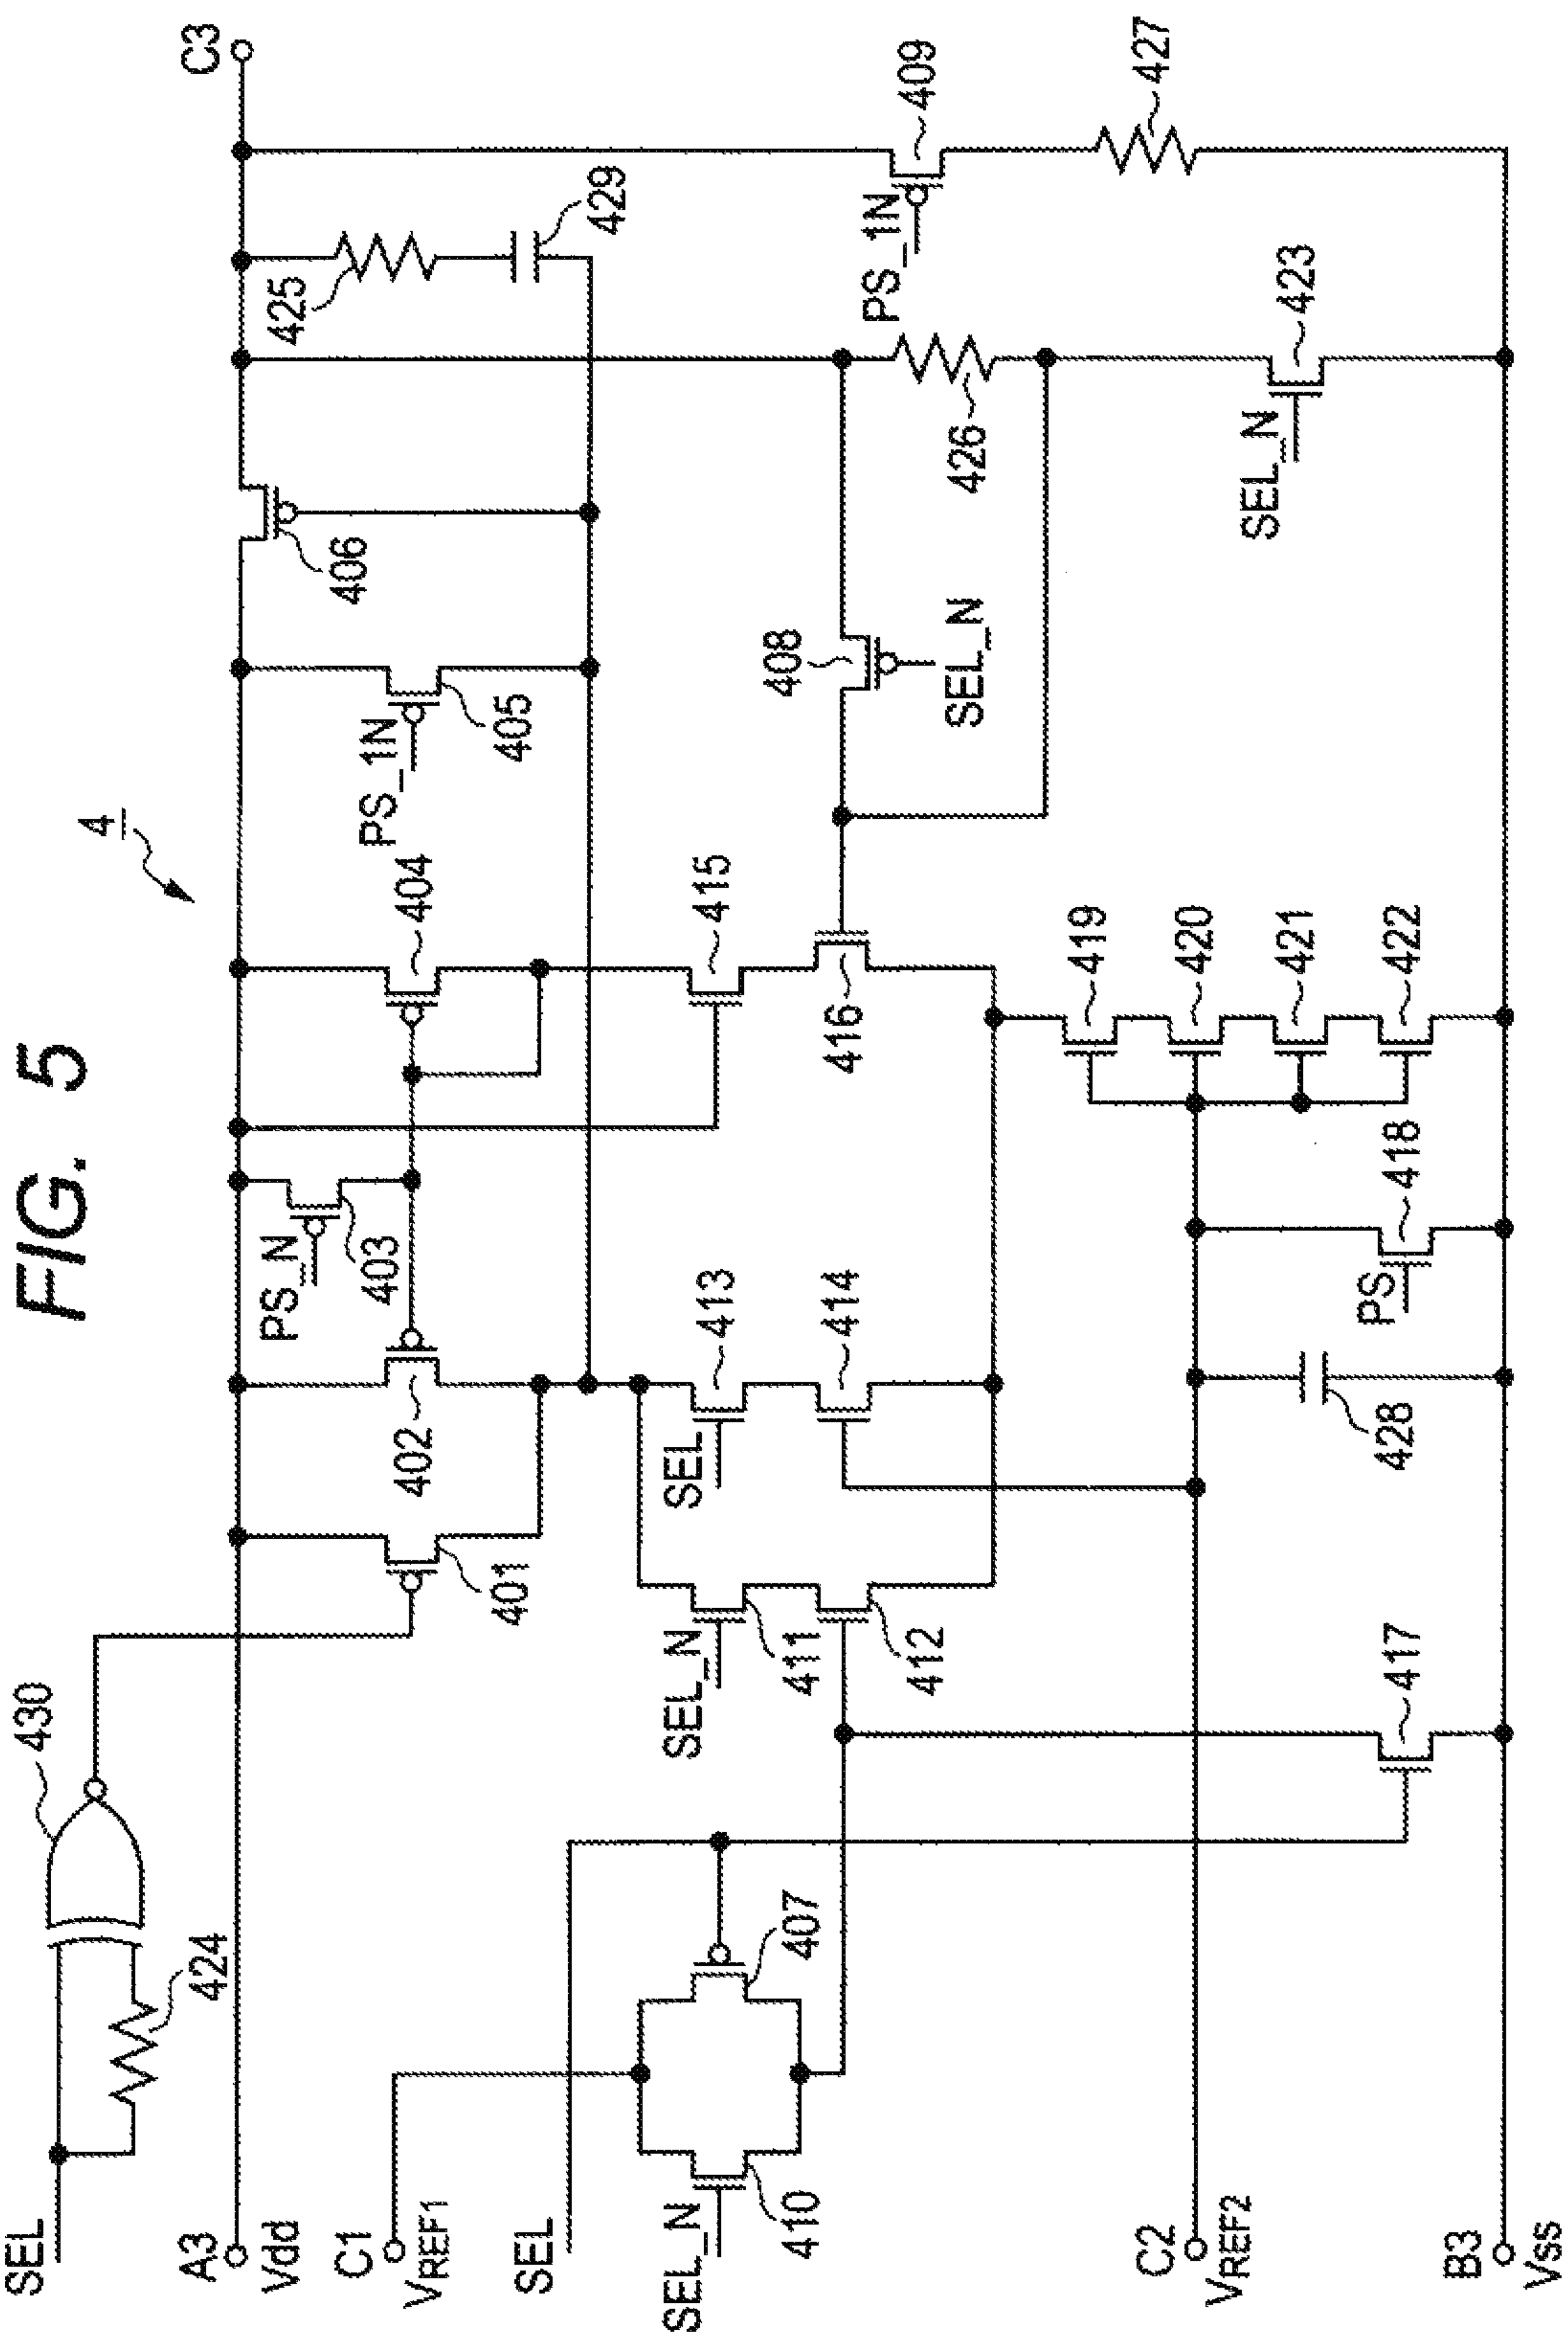 FIG. 5
4
SEL
424
430
A3
Vdd
C1
VREF1
SEL
SEL_N
410
407
401
402
PS_N
403
404
PS_1N
405
406
425
429
C3
SEL_N
411
412
SEL
413
414
415
416
408
SEL_N
426
PS_1N
409
427
SEL_N
423
417
428
PS
418
419
420
421
422
C2
VREF2
B3
Vss